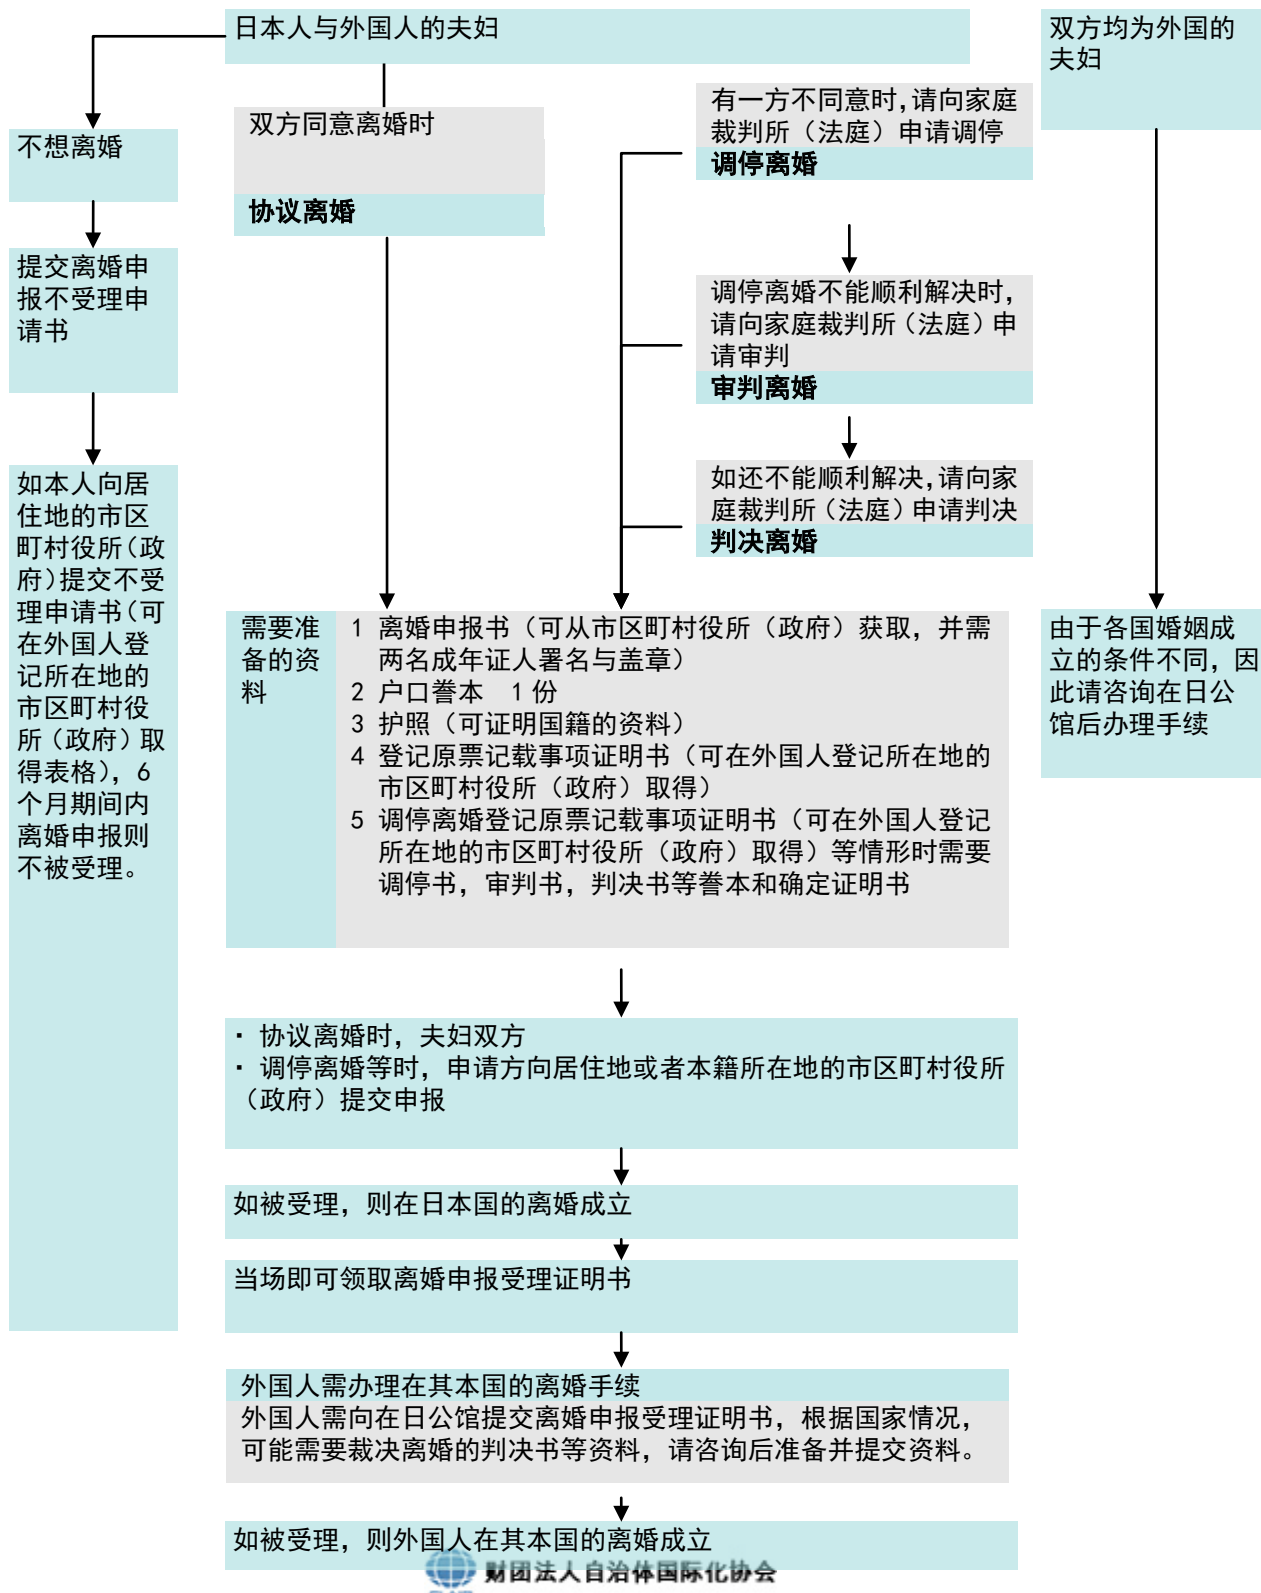 日本人与外国人的夫妇
双方均为外国的
夫妇
不想离婚
双方同意离婚时
协议离婚
有一方不同意时，请向家庭
裁判所（法庭）申请调停
调停离婚
提交离婚申
报不受理申
请书
调停离婚不能顺利解决时，
请向家庭裁判所（法庭）申
请审判
审判离婚
如还不能顺利解决，请向家
庭裁判所（法庭）申请判决
判决离婚
如本人向居
住地的市区
町村役所（政
府）提交不受
理申请书（可
在外国人登
记所在地的
市区町村役
所（政府）取
得表格），6
个月期间内
离婚申报则
不被受理。
需要准
备的资
料
1 离婚申报书（可从市区町村役所（政府）获取，并需
两名成年证人署名与盖章）
2 户口誊本 1份
3 护照（可证明国籍的资料）
4 登记原票记载事项证明书（可在外国人登记所在地的
市区町村役所（政府）取得）
5 调停离婚登记原票记载事项证明书（可在外国人登记
所在地的市区町村役所（政府）取得）等情形时需要
调停书，审判书，判决书等誊本和确定证明书
由于各国婚姻成
立的条件不同，因
此请咨询在日公
馆后办理手续
· 协议离婚时，夫妇双方
· 调停离婚等时，申请方向居住地或者本籍所在地的市区町村役所
（政府）提交申报
如被受理，则在日本国的离婚成立
当场即可领取离婚申报受理证明书
外国人需办理在其本国的离婚手续
外国人需向在日公馆提交离婚申报受理证明书，根据国家情况，
可能需要裁决离婚的判决书等资料，请咨询后准备并提交资料。
如被受理，则外国人在其本国的离婚成立
财团法人自治体国际化协会